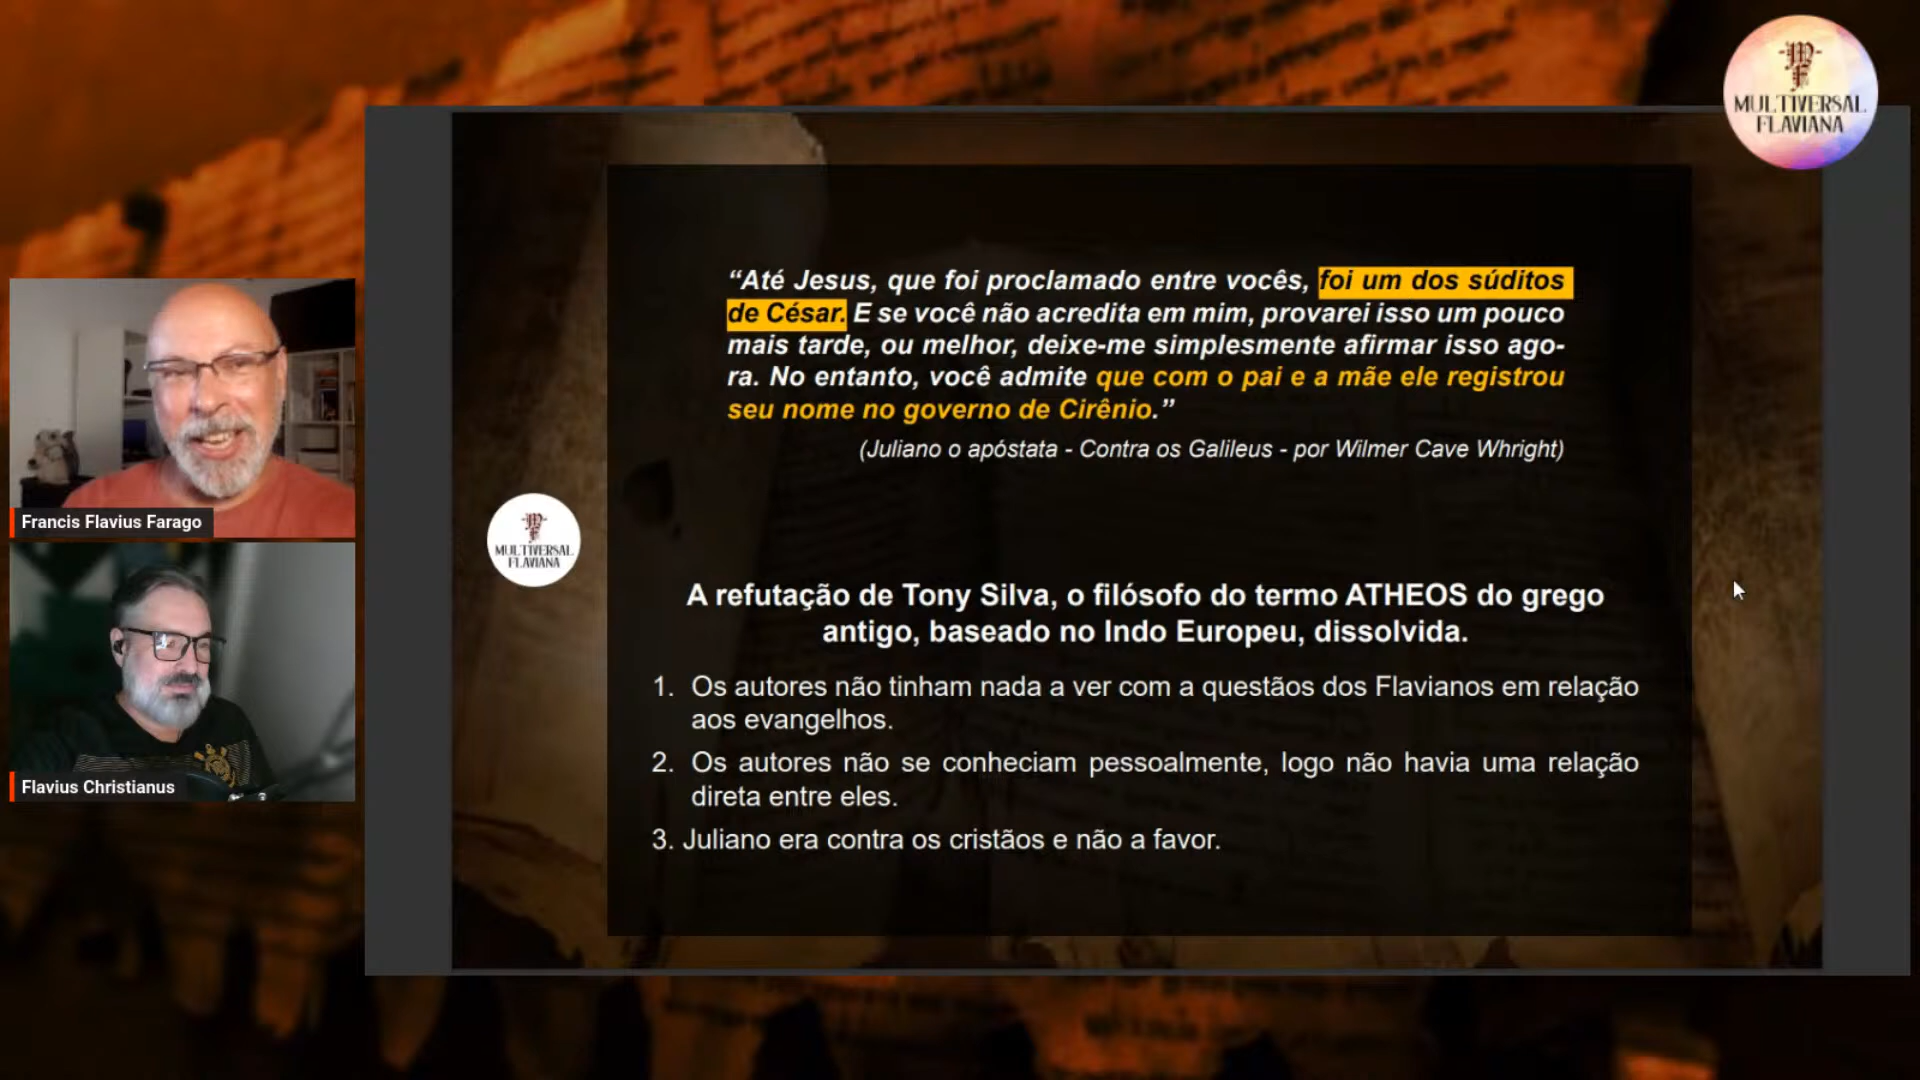 MF
MULTIVERSAL
FLAVIANA
“Até Jesus, que foi proclamado entre vocês, foi um dos súditos
de César. E se você não acredita em mim, provarei isso um pouco
mais tarde, ou melhor, deixe-me simplesmente afirmar isso ago-
ra. No entanto, você admite que com o pai e a mãe ele registrou
seu nome no governo de Cirênio.”
(Juliano o apóstata - Contra os Galileus - por Wilmer Cave Whright)
Francis Flavius Farago
MF
MULTIVERSAL
FLAVIANA
A refutação de Tony Silva, o filósofo do termo ATHEOS do grego
antigo, baseado no Indo Europeu, dissolvida.
1. Os autores não tinham nada a ver com a questãos dos Flavianos em relação
aos evangelhos.
2. Os autores não se conheciam pessoalmente, logo não havia uma relação
direta entre eles.
3. Juliano era contra os cristãos e não a favor.
Flavius Christianus